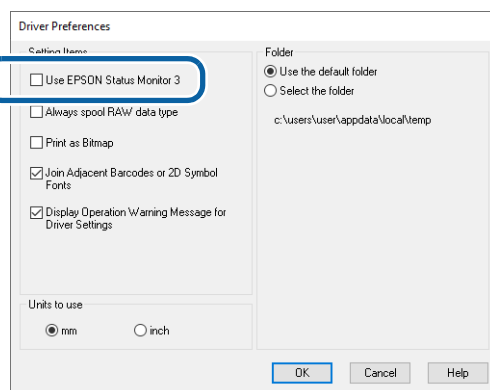 Driver Preferences
Setting Items
Use EPSON Status Monitor 3
Always spool RAW data type
Print as Bitmap
Join Adjacent Barcodes or 2D Symbol
Fonts
Display Operation Warning Message for
Driver Settings
Units to use
mm
inch
Folder
Use the default folder
Select the folder
c:\users\user\appdata\local\temp
OK
Cancel
Help